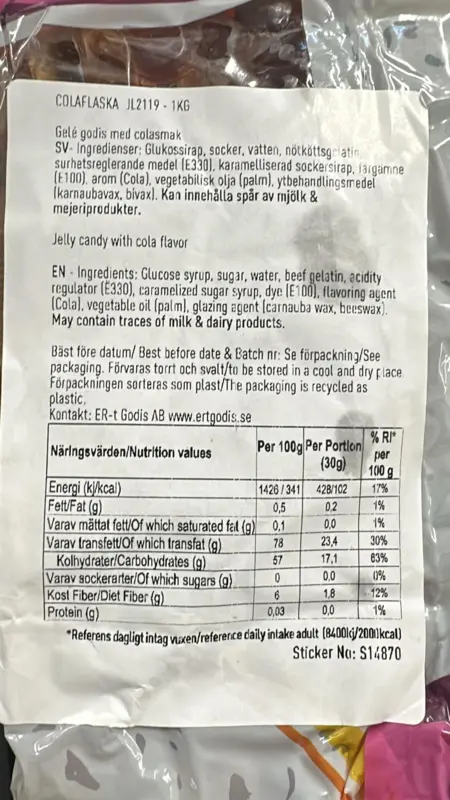 COLAFLASKA JL2119 - 1KG
Gelé godis med colasmak
SV- Ingredienser: Glukossirap, socker, vatten, nötköttsgelatin,
surhetsreglerande medel (E330), karamelliserad sockersirap, färgämne
(E100), arom (Cola), vegetabilisk olja (palm), ytbehandlingsmedel
(karnaubavax, bivax). Kan innehålla spår av mjölk &
mejeriprodukter.
Jelly candy with cola flavor
EN - Ingredients: Glucose syrup, sugar, water, beef gelatin, acidity
regulator (E330), caramelized sugar syrup, dye (E100), flavoring agent
(Cola), vegetable oil (palm), glazing agent (carnauba wax, beeswax).
May contain traces of milk & dairy products.
Bäst före datum/ Best before date & Batch nr: Se förpackning/See
packaging. Förvaras torrt och svalt/to be stored in a cool and dry place.
Förpackningen sorteras som plast/The packaging is recycled as
plastic.
Kontakt: ER-t Godis AB www.ertgodis.se
Näringsvärden/Nutrition values Per 100g Per Portion (30g) % RI* per 100 g
Energi (kj/kcal) 1426 / 341 428/102 17%
Fett/Fat (g) 0,5 0,2 1%
Varav mättat fett/Of which saturated fat (g) 0,1 0,0 1%
Varav transfett/Of which transfat (g) 78 23,4 30%
Kolhydrater/Carbohydrates (g) 57 17,1 63%
Varav sockerarter/Of which sugars (g) 0 0,0 0%
Kost Fiber/Diet Fiber (g) 6 1,8 12%
Protein (g) 0,03 0,0 1%
*Referens dagligt intag vuxen/reference daily intake adult (8400kj/2000kcal)
Sticker No: S14870